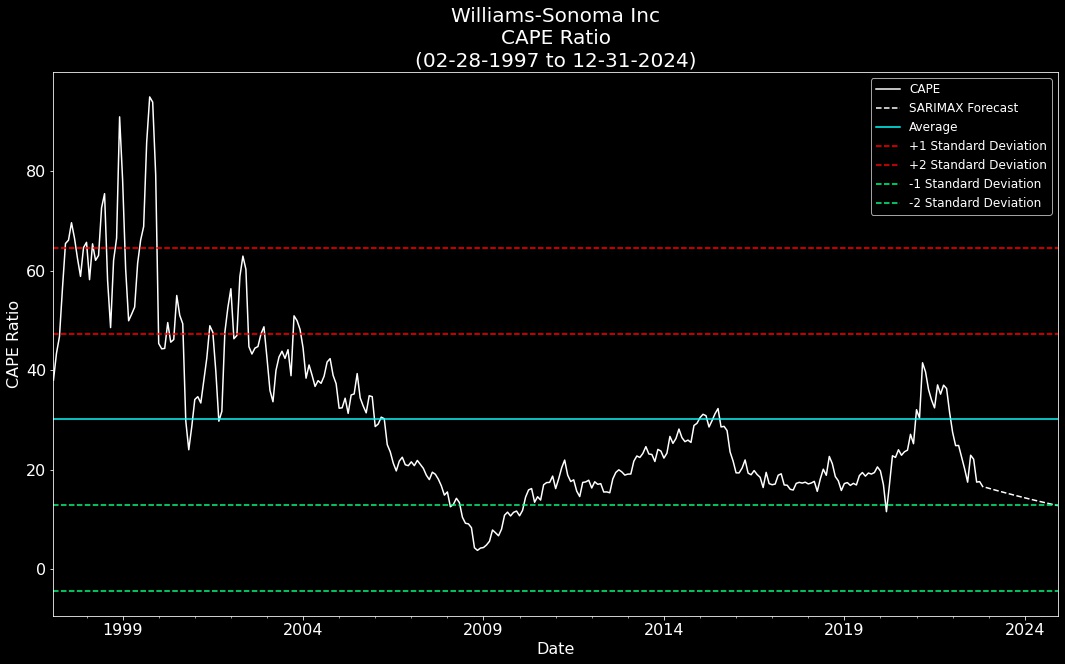 Williams-Sonoma Inc
CAPE Ratio
(02-28-1997 to 12-31-2024)
CAPE
SARIMAX Forecast
Average
+1 Standard Deviation
+2 Standard Deviation
-1 Standard Deviation
-2 Standard Deviation
CAPE Ratio
80
60
40
20
0
1999
2004
2009
2014
2019
2024
Date